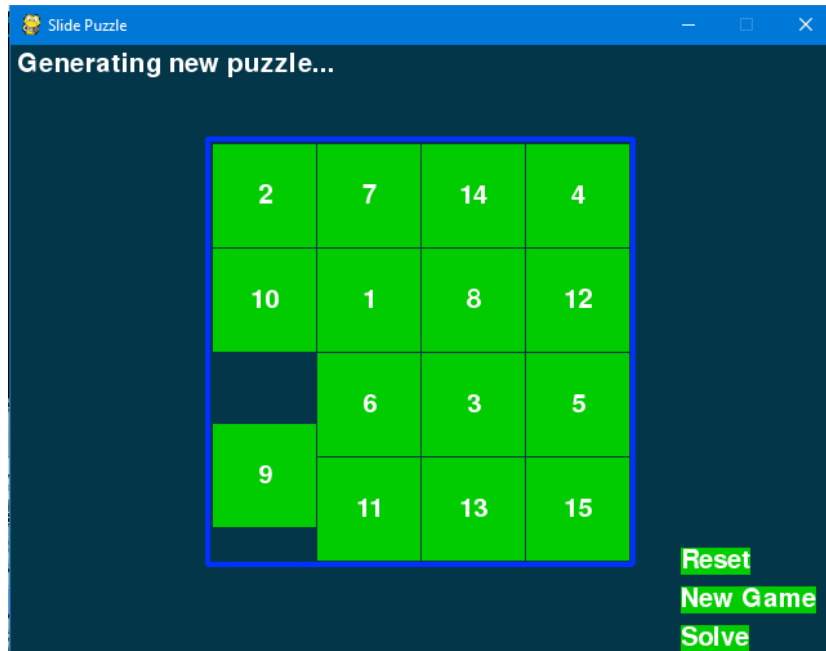 Slide Puzzle
Generating new puzzle...
2 7 14 4
10 1 8 12
6 3 5
9
11 13 15
Reset
New Game
Solve